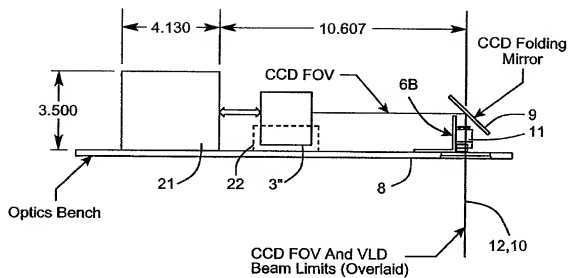 4.130
10.607
CCD Folding
Mirror
CCD FOV
6B
3.500
9
11
21
22
3"
8
Optics Bench
12,10
CCD FOV And VLD
Beam Limits (Overlaid)